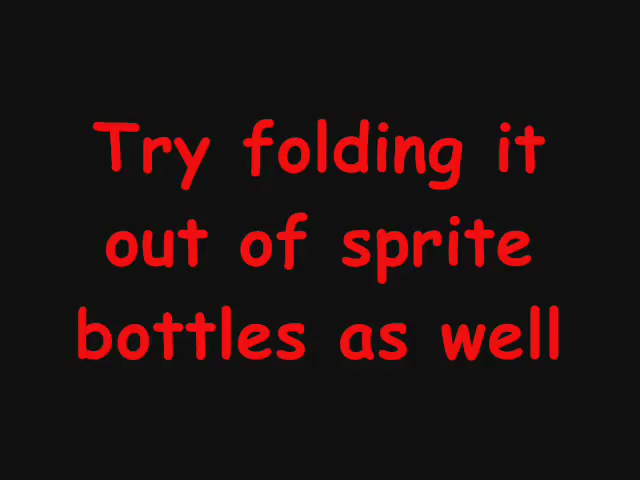 Try folding it
out of sprite
bottles as well